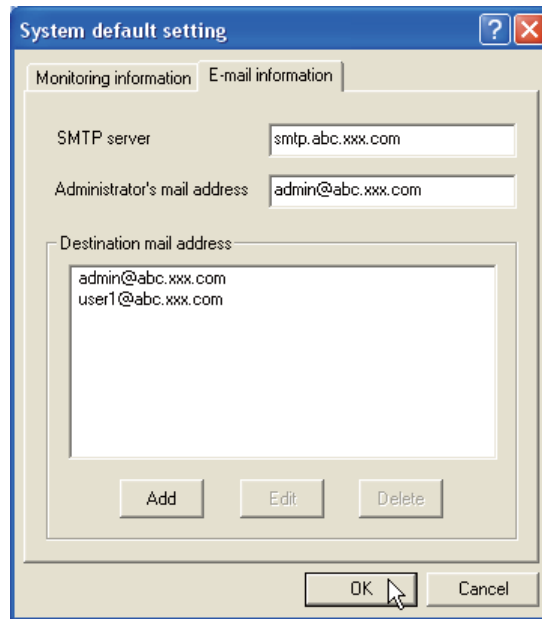 System default setting
Monitoring information E-mail information
SMTP server smtp.abc.xxx.com
Administrator's mail address admin@abc.xxx.com
Destination mail address
admin@abc.xxx.com
user1@abc.xxx.com
Add Edit Delete
OK Cancel